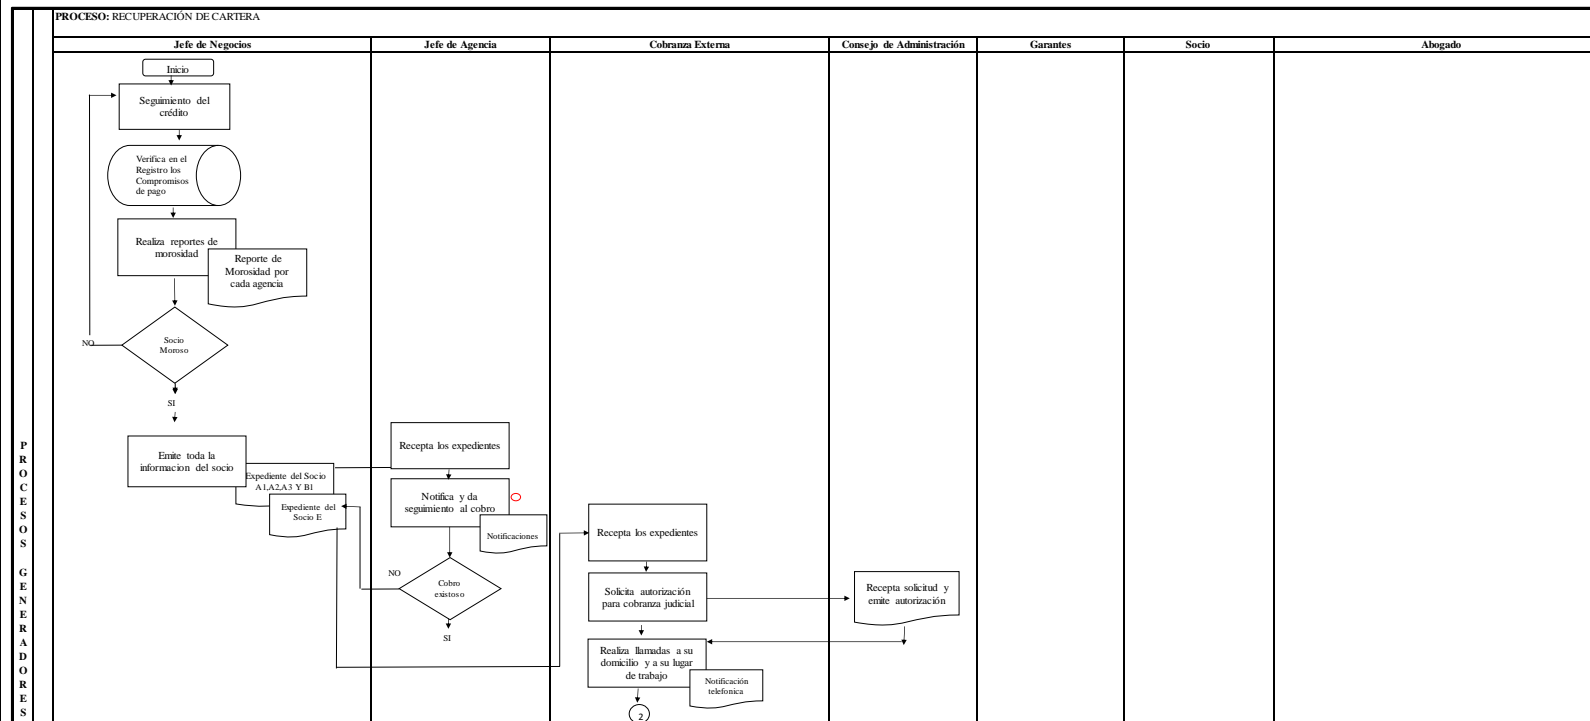 PROCESO: RECUPERACIÓN DE CARTERA
Jefe de Negocios
Jefe de Agencia
Cobranza Externa
Consejo de Administración
Garantes
Socio
Abogado
Inicio
Seguimiento del
crédito
Verifica en el
Registro los
Compromisos
de pago
Realiza reportes de
morosidad
Reporte de
Morosidad por
cada agencia
Socio
Moroso
NO
SI
Emite toda la
informacion del socio
Expediente del Socio
A1,A2,A3 Y B1
Expediente del
Socio E
Recepta los expedientes
Notifica y da
seguimiento al cobro
Notificaciones
Cobro
existoso
NO
SI
Recepta los expedientes
Solicita autorización
para cobranza judicial
Recepta solicitud y
emite autorización
Realiza llamadas a su
domicilio y a su lugar
de trabajo
Notificación
telefonica
2
PROCESOS GENERADORES